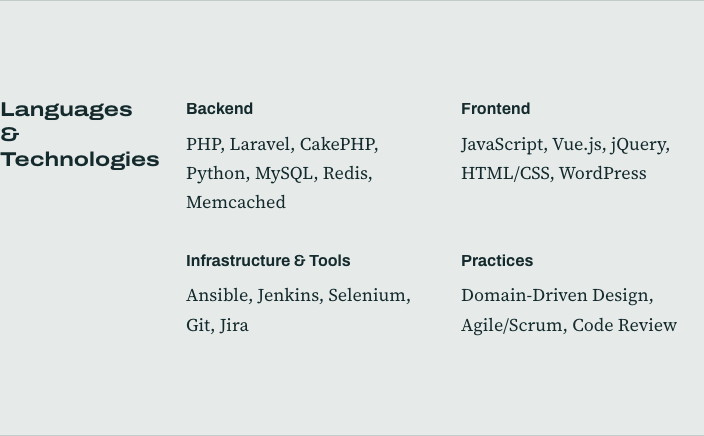 Languages
&
Technologies
Backend
PHP, Laravel, CakePHP,
Python, MySQL, Redis,
Memcached
Frontend
JavaScript, Vue.js, jQuery,
HTML/CSS, WordPress
Infrastructure & Tools
Ansible, Jenkins, Selenium,
Git, Jira
Practices
Domain-Driven Design,
Agile/Scrum, Code Review